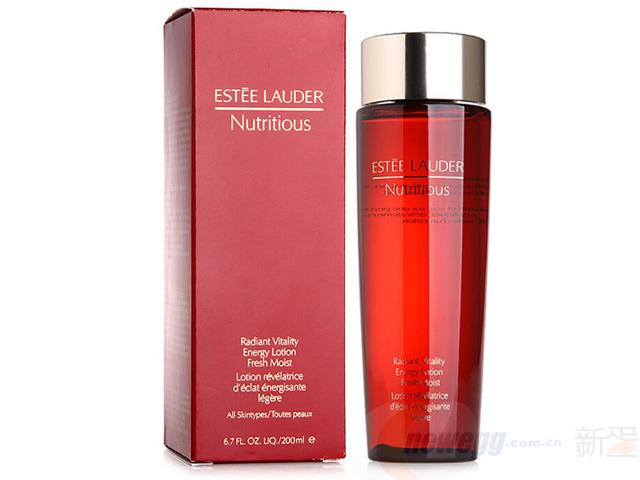 ESTĒE LAUDER
Nutritious
Radiant Vitality
Energy Lotion
Fresh Moist
Lotion révélatrice
d'éclat énergisante
légère
All Skintypes/Toutes peaux
6.7 FL. OZ. LIQ./200ml e
ESTĒE LAUDER
Nutritious
Radiant Vitality
Energy Lotion
Fresh Moist
Lotion révélatrice
d'éclat énergisante
légère
newegg.com.cn 新蛋